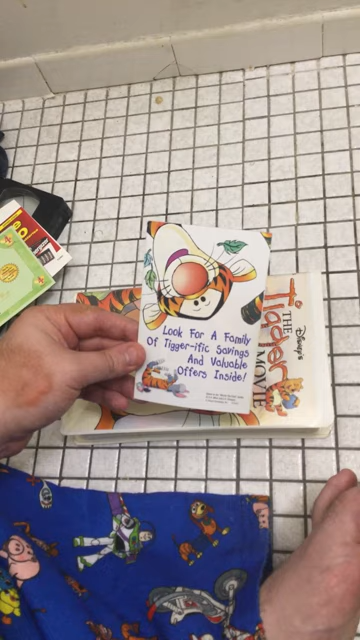 Look For A Family
Of Tigger-ific Savings
And Valuable
Offers Inside!
Disney's
THE
Tigger
MOVIE